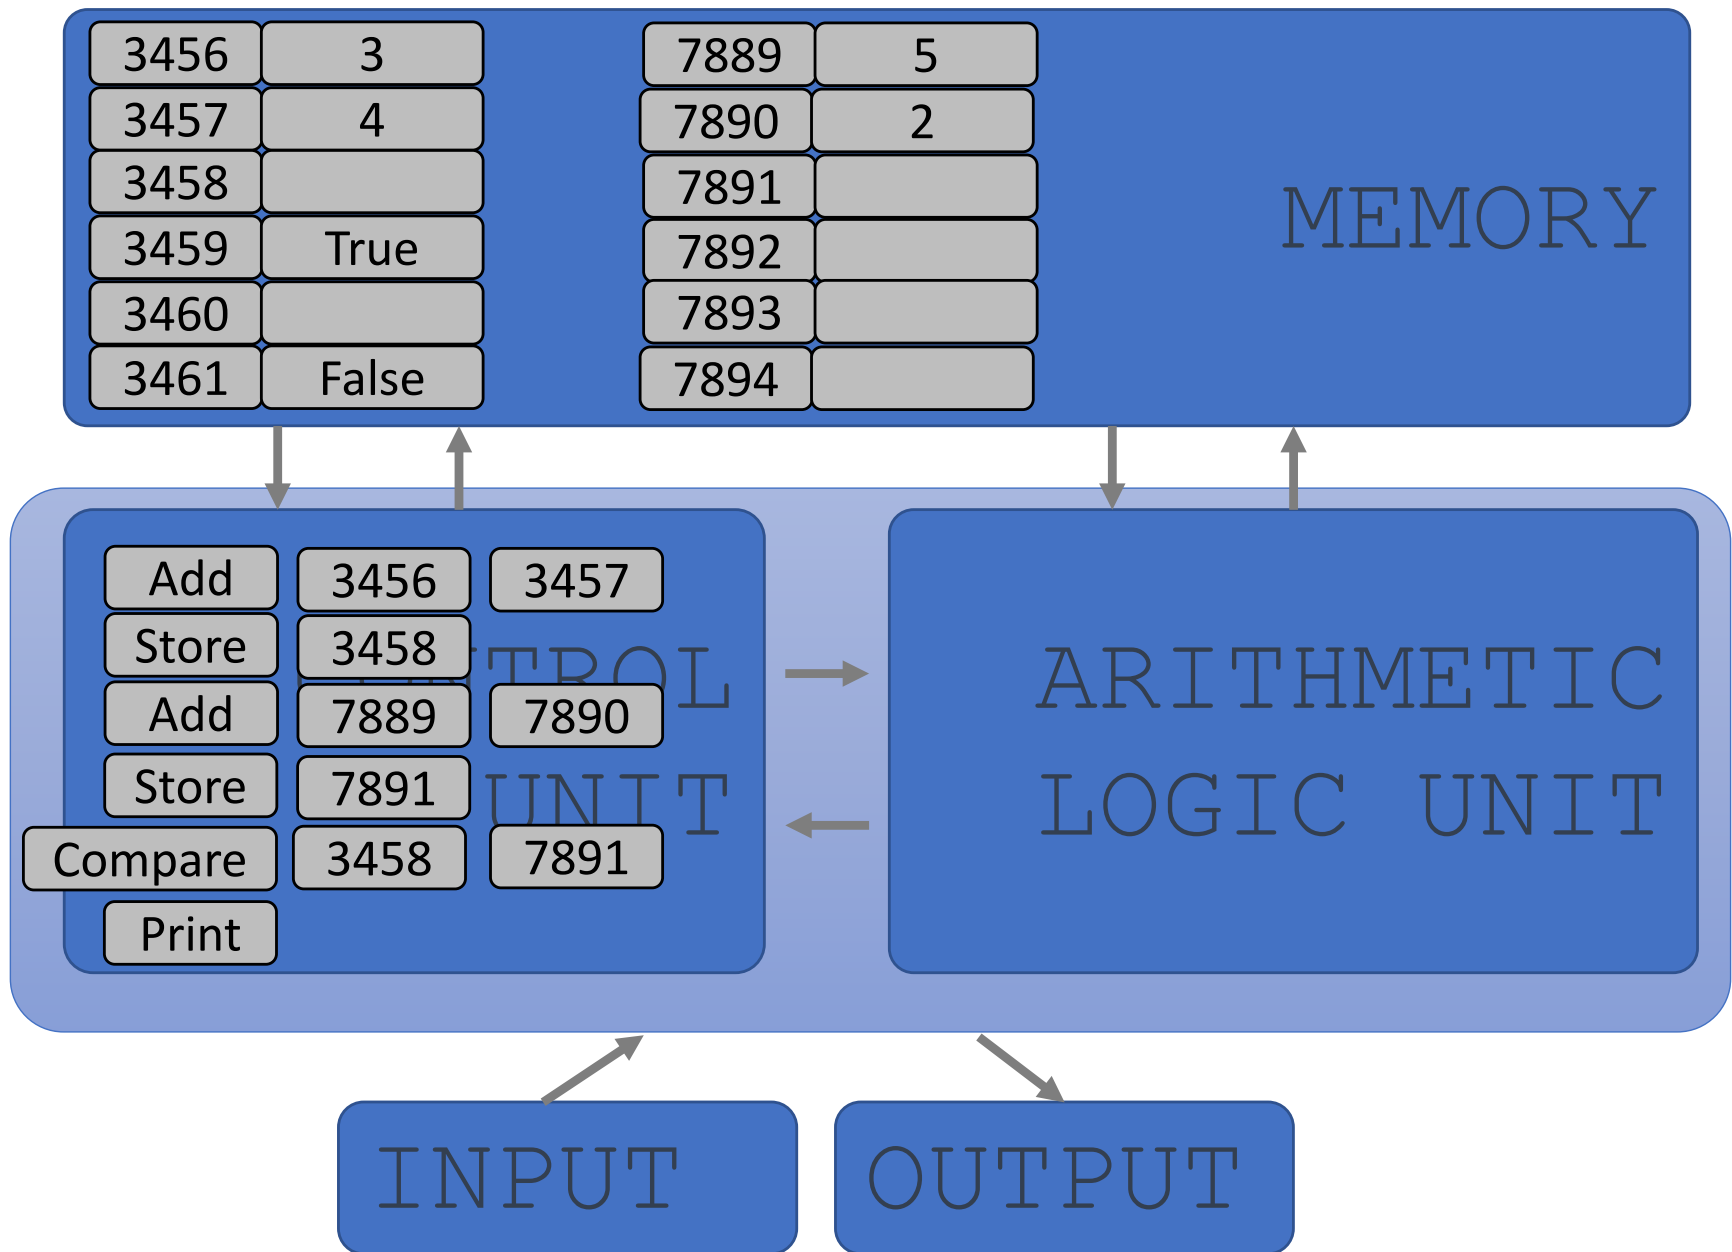 3456 3
3457 4
3458
3459 True
3460
3461 False
7889 5
7890 2
7891
7892
7893
7894
MEMORY
Add 3456 3457
Store 3458
Add 7889 7890
Store 7891
Compare 3458 7891
Print
UNIT
ARITHMETIC
LOGIC UNIT
INPUT
OUTPUT